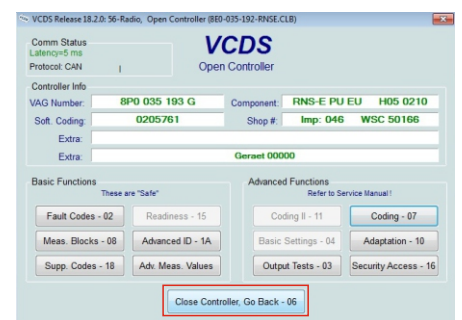 VCDS Release 18.2.0: 56-Radio, Open Controller (8E0-035-192-RNSE.CLB)
Comm Status
Latency=5 ms
Protocol: CAN
VCDS
Open Controller
Controller Info
VAG Number: 8P0 035 193 G Component: RNS-E PU EU H05 0210
Soft. Coding: 0205761 Shop #: Imp: 046 WSC 50166
Extra:
Extra: Geraet 00000
Basic Functions
These are "Safe"
Advanced Functions
Refer to Service Manual!
Fault Codes - 02 Readiness - 15 Coding II - 11 Coding - 07
Meas. Blocks - 08 Advanced ID - 1A Basic Settings - 04 Adaptation - 10
Supp. Codes - 18 Adv. Meas. Values Output Tests - 03 Security Access - 16
Close Controller, Go Back - 06